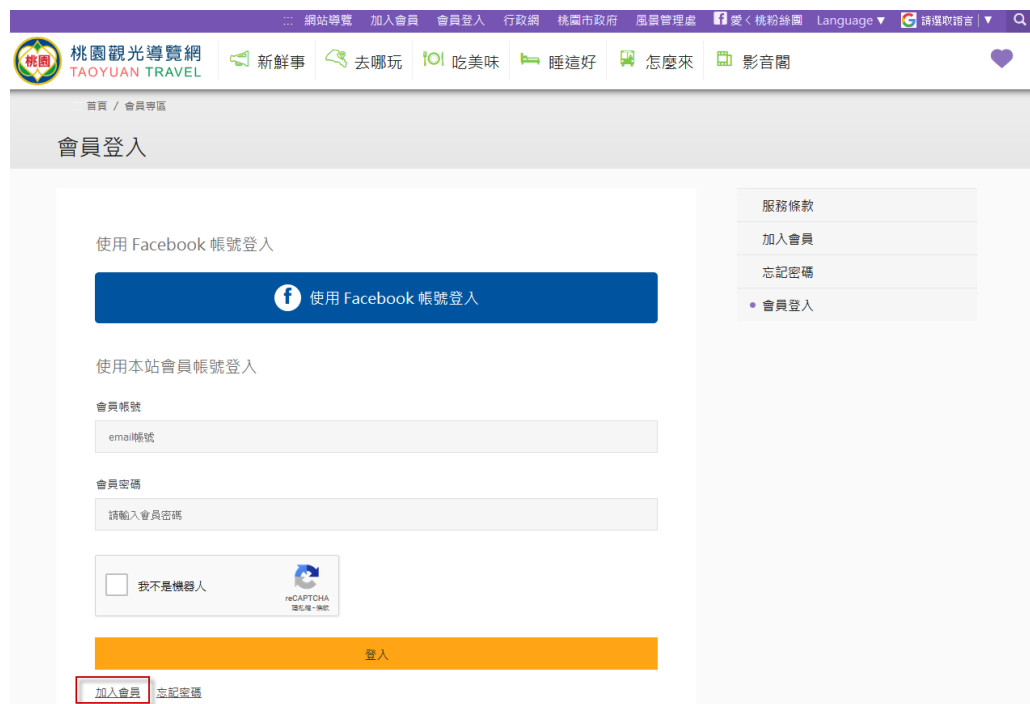 ::: 網站導覽 加入會員 會員登入 行政網 桃園市政府 風景管理處 f 愛ㄑ桃粉絲團 Language▼ G 請選取語言│▼
桃園 桃園觀光導覽網
TAOYUAN TRAVEL
新鮮事 去哪玩 吃美味 睡這好 怎麼來 影音閣
首頁 / 會員專區
會員登入
使用 Facebook 帳號登入
f 使用 Facebook 帳號登入
使用本站會員帳號登入
會員帳號
email帳號
會員密碼
請輸入會員密碼
我不是機器人
reCAPTCHA
隱私權 - 條款
登入
加入會員 忘記密碼
服務條款
加入會員
忘記密碼
會員登入